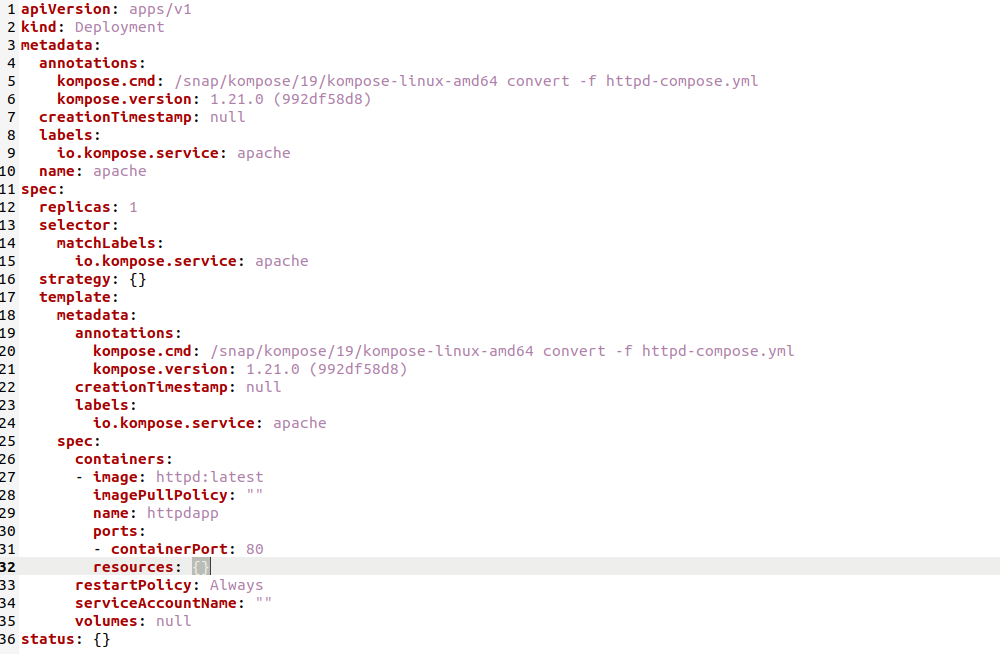 1 apiVersion: apps/v1
2 kind: Deployment
3 metadata:
4   annotations:
5     kompose.cmd: /snap/kompose/19/kompose-linux-amd64 convert -f httpd-compose.yml
6     kompose.version: 1.21.0 (992df58d8)
7   creationTimestamp: null
8   labels:
9     io.kompose.service: apache
10   name: apache
11 spec:
12   replicas: 1
13   selector:
14     matchLabels:
15       io.kompose.service: apache
16   strategy: {}
17   template:
18     metadata:
19       annotations:
20         kompose.cmd: /snap/kompose/19/kompose-linux-amd64 convert -f httpd-compose.yml
21         kompose.version: 1.21.0 (992df58d8)
22       creationTimestamp: null
23       labels:
24         io.kompose.service: apache
25     spec:
26       containers:
27       - image: httpd:latest
28         imagePullPolicy: ""
29         name: httpdapp
30         ports:
31         - containerPort: 80
32         resources: {}
33       restartPolicy: Always
34       serviceAccountName: ""
35       volumes: null
36 status: {}